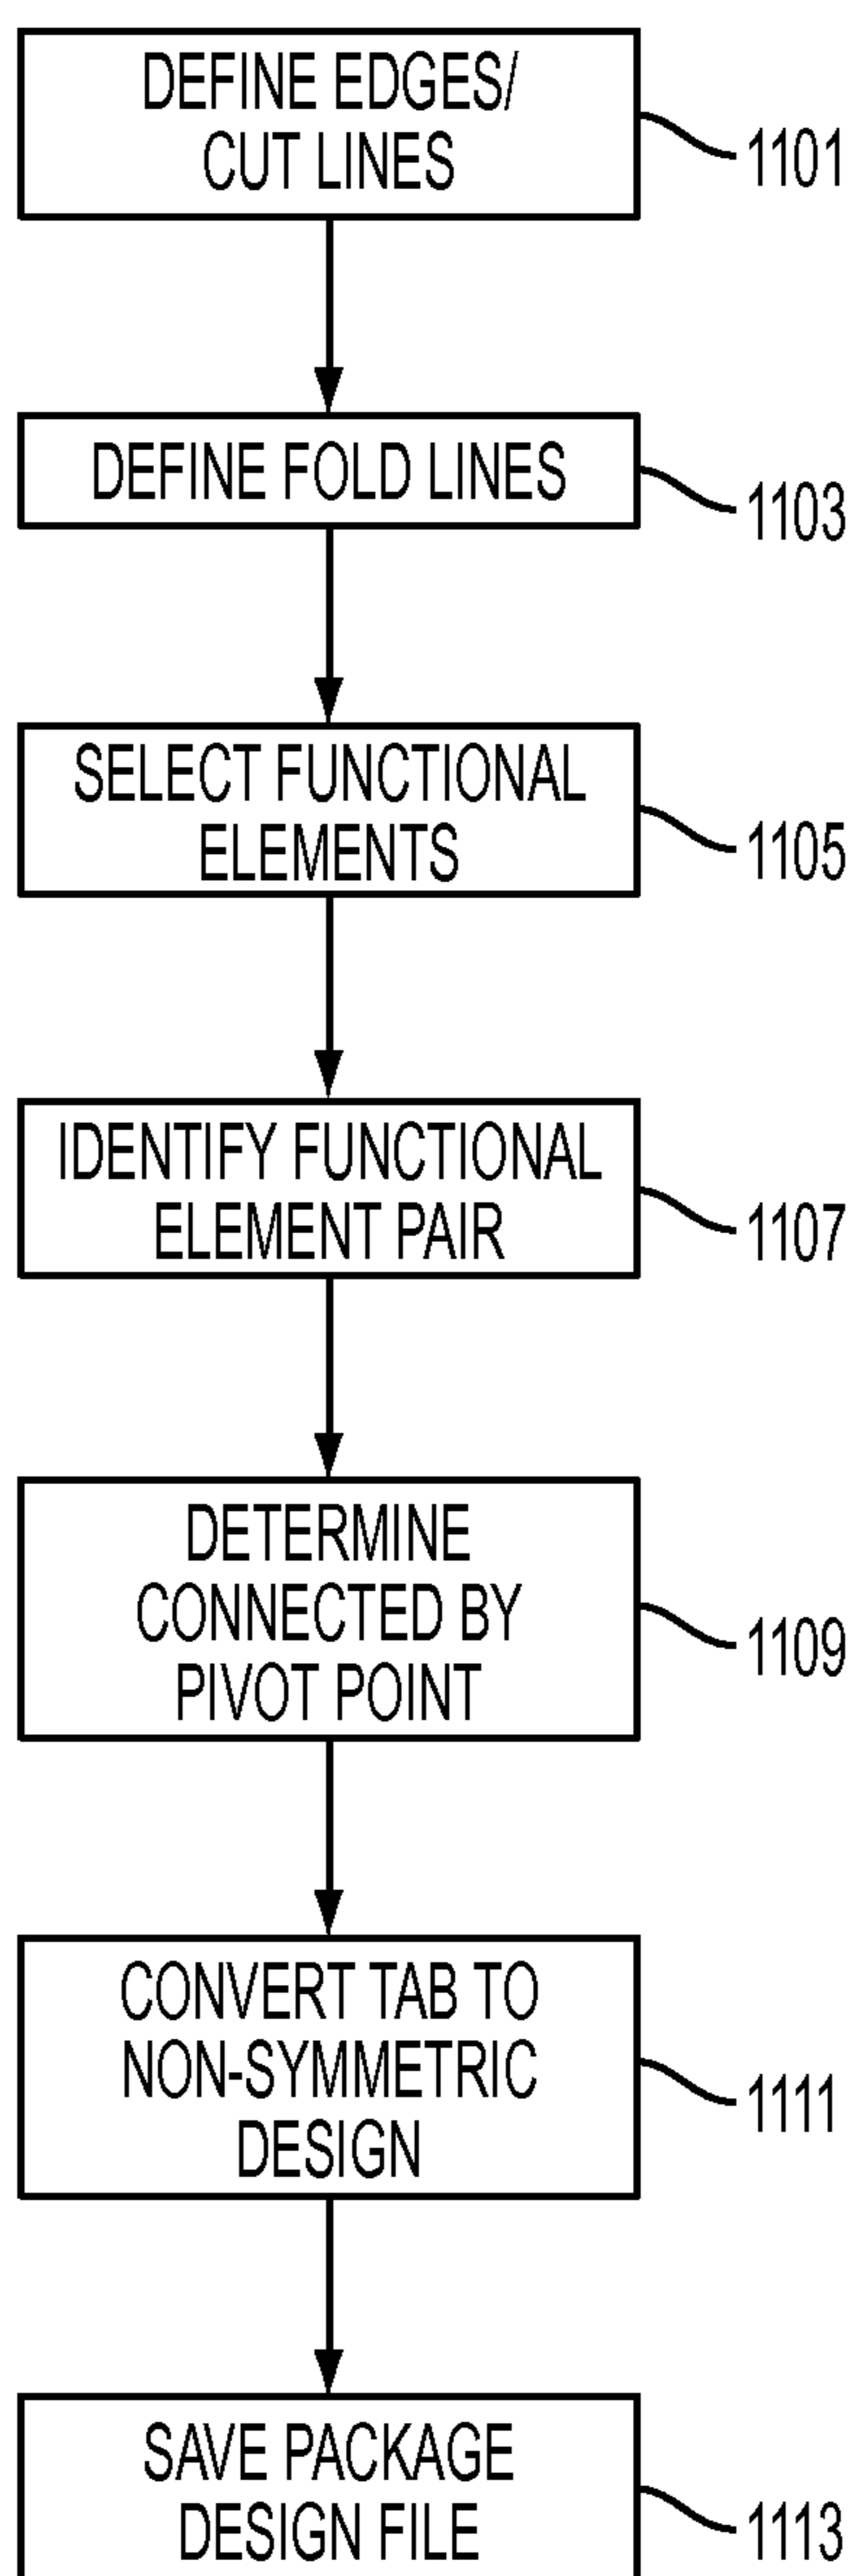 DEFINE EDGES/
CUT LINES
1101
DEFINE FOLD LINES
1103
SELECT FUNCTIONAL
ELEMENTS
1105
IDENTIFY FUNCTIONAL
ELEMENT PAIR
1107
DETERMINE
CONNECTED BY
PIVOT POINT
1109
CONVERT TAB TO
NON-SYMMETRIC
DESIGN
1111
SAVE PACKAGE
DESIGN FILE
1113